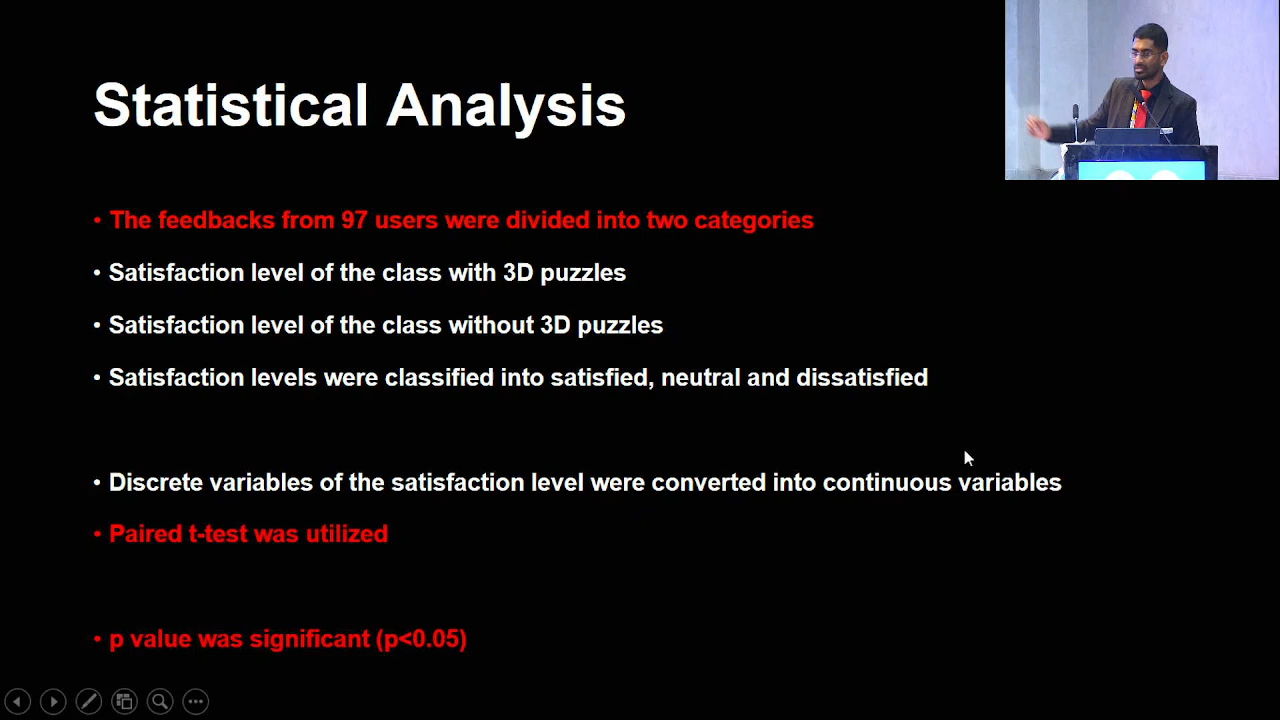 Statistical Analysis
• The feedbacks from 97 users were divided into two categories
• Satisfaction level of the class with 3D puzzles
• Satisfaction level of the class without 3D puzzles
• Satisfaction levels were classified into satisfied, neutral and dissatisfied
• Discrete variables of the satisfaction level were converted into continuous variables
• Paired t-test was utilized
• p value was significant (p<0.05)